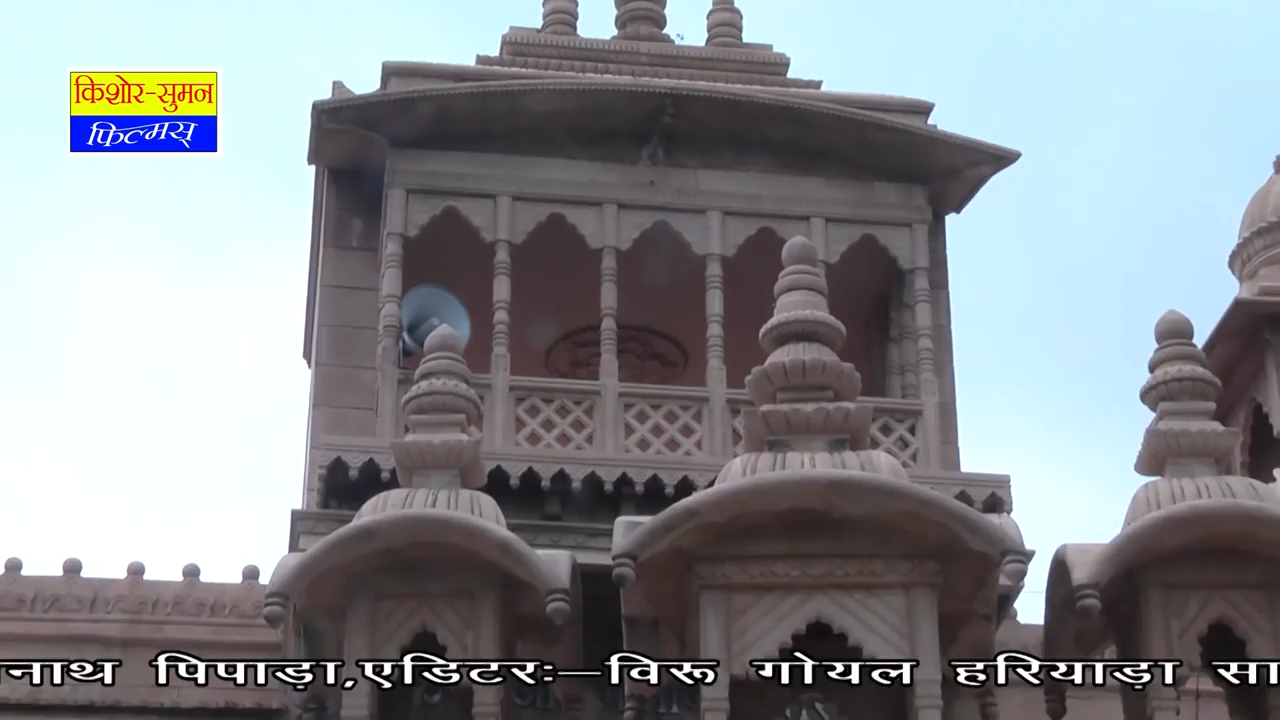 किशोर-सुमन
फिल्मस्
नाथ पिपाड़ा,एडिटरः–विरू गोयल हरियाड़ा सा